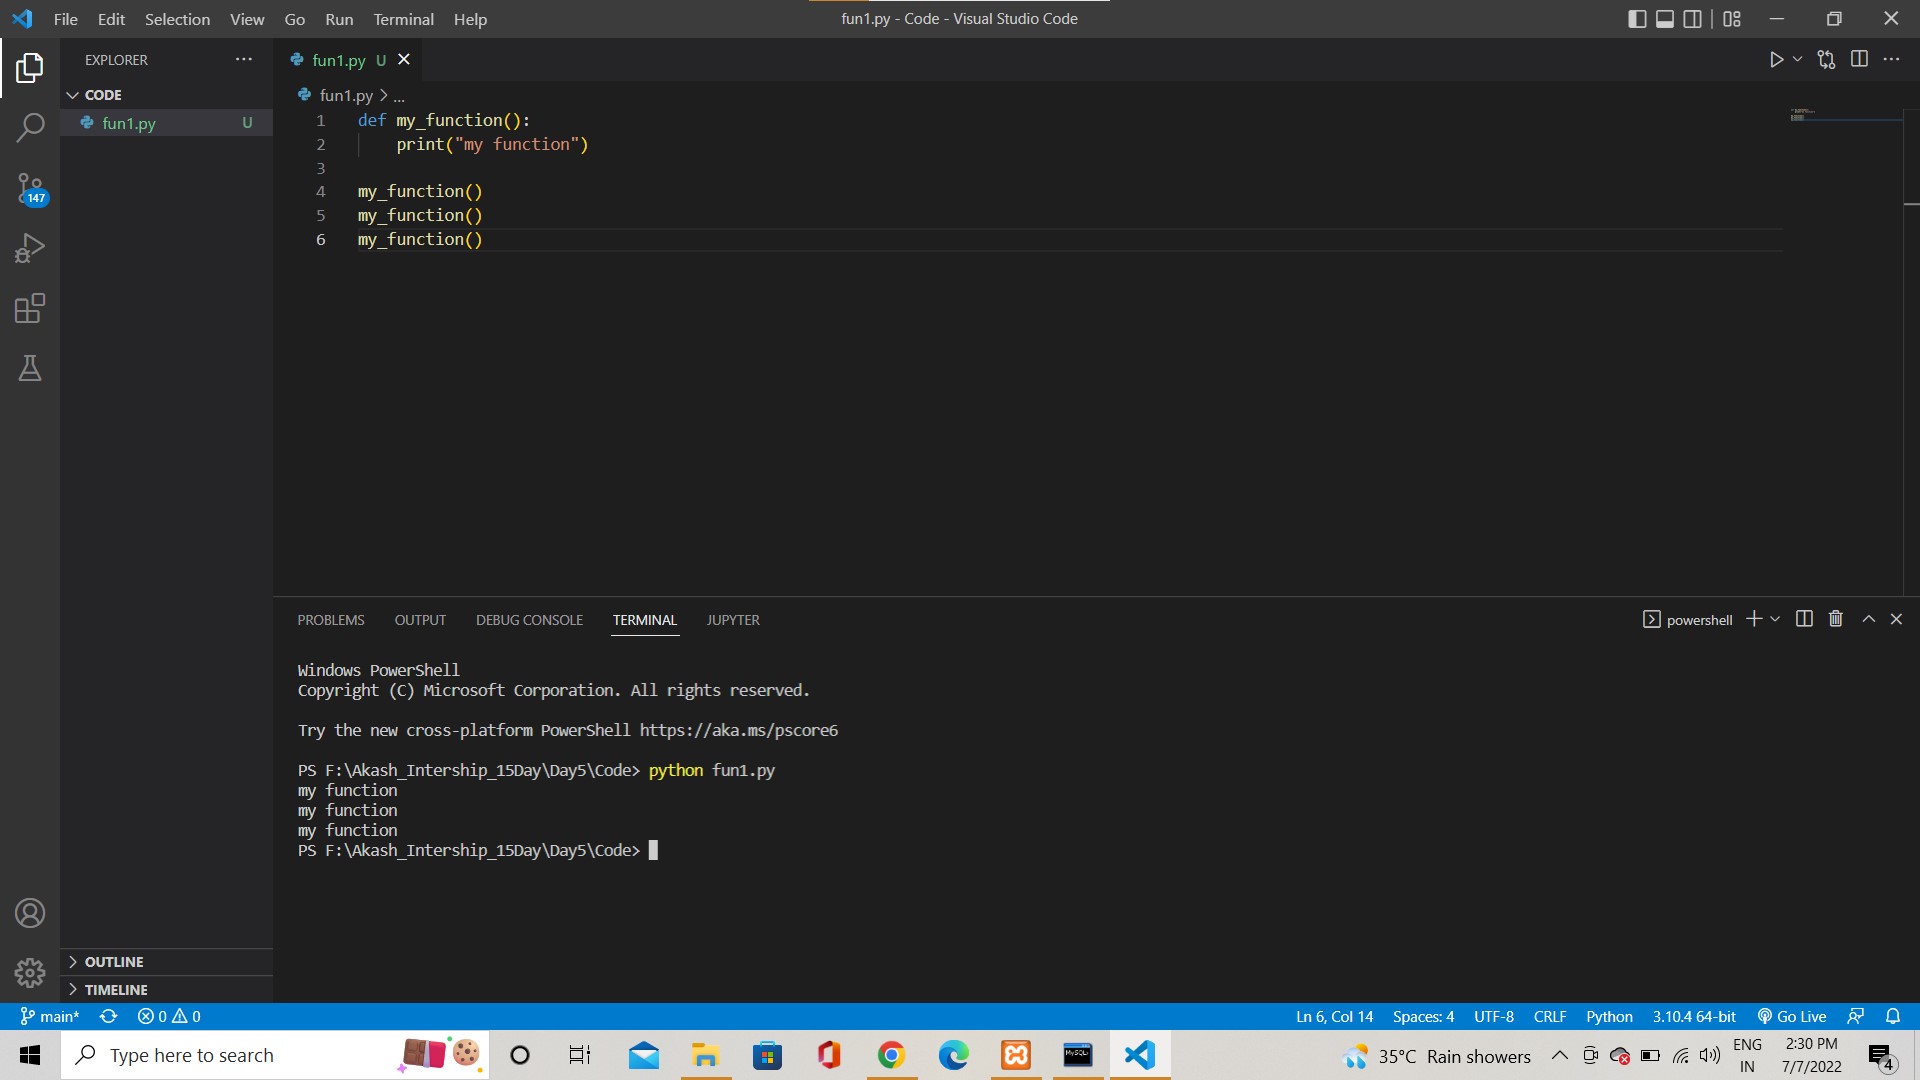 File Edit Selection View Go Run Terminal Help
fun1.py - Code - Visual Studio Code
EXPLORER
fun1.py U
CODE
fun1.py U
147
fun1.py > ...
1 def my_function():
2 print("my function")
3
4 my_function()
5 my_function()
6 my_function()
PROBLEMS OUTPUT DEBUG CONSOLE TERMINAL JUPYTER
powershell
Windows PowerShell
Copyright (C) Microsoft Corporation. All rights reserved.
Try the new cross-platform PowerShell https://aka.ms/pscore6
PS F:\Akash_Intership_15Day\Day5\Code> python fun1.py
my function
my function
my function
PS F:\Akash_Intership_15Day\Day5\Code>
OUTLINE
TIMELINE
main* 0 0 Ln 6, Col 14 Spaces: 4 UTF-8 CRLF Python 3.10.4 64-bit Go Live
Type here to search
MySQL
35°C Rain showers
ENG
IN
2:30 PM
7/7/2022
4